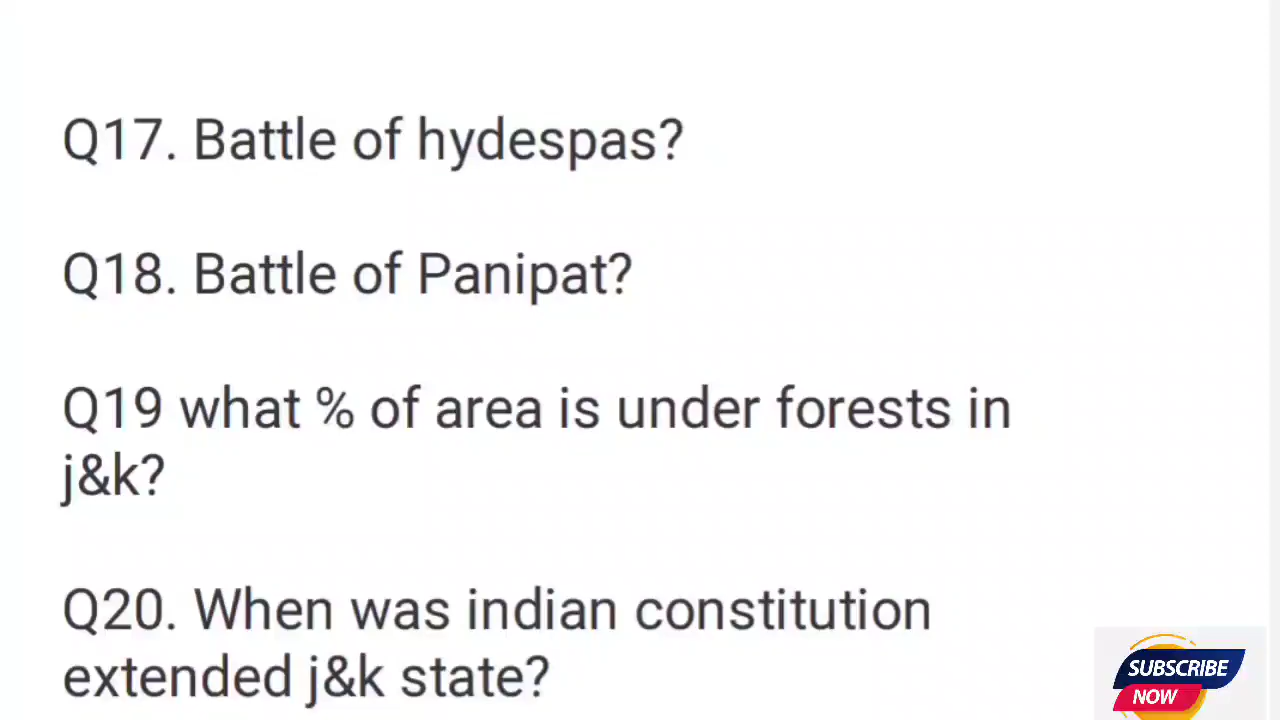 Q17. Battle of hydespas?
Q18. Battle of Panipat?
Q19 what % of area is under forests in
j&k?
Q20. When was indian constitution
extended j&k state?
SUBSCRIBE
NOW